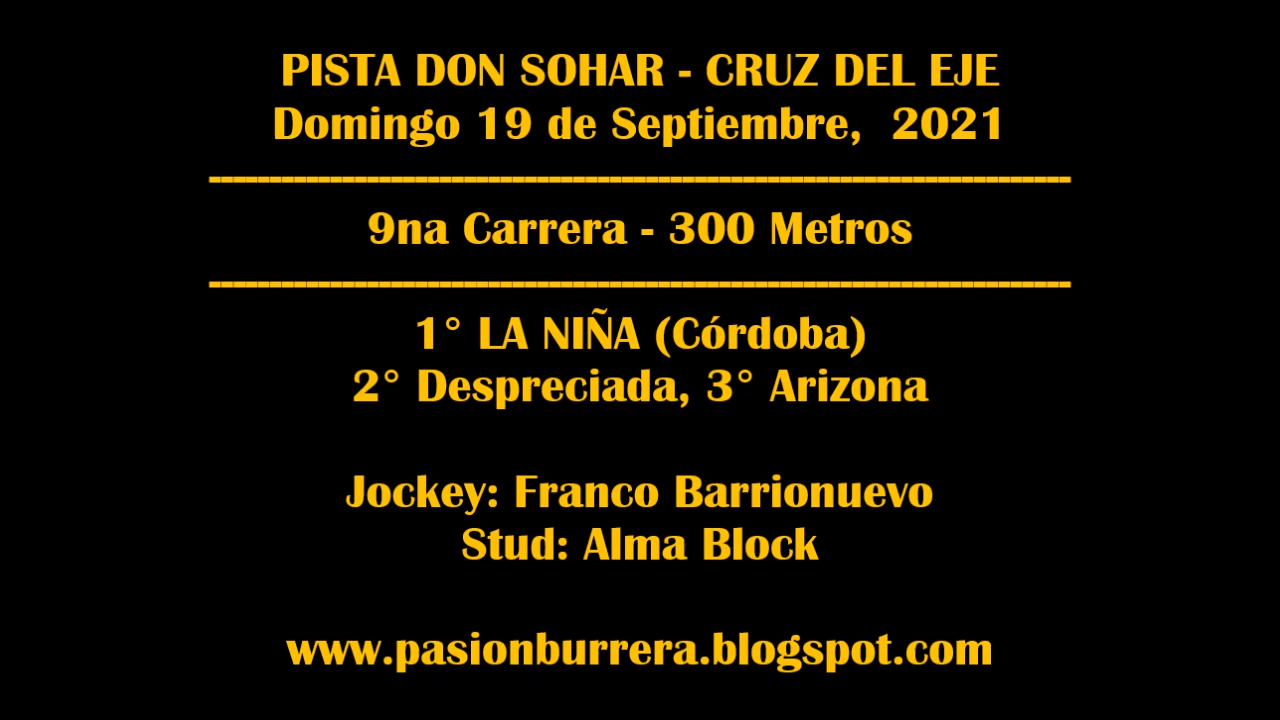 PISTA DON SOHAR - CRUZ DEL EJE
Domingo 19 de Septiembre,  2021
----------------------------------------------------------------------
9na Carrera - 300 Metros
----------------------------------------------------------------------
1° LA NIÑA (Córdoba)
2° Despreciada, 3° Arizona
Jockey: Franco Barrionuevo
Stud: Alma Block
www.pasionburrera.blogspot.com